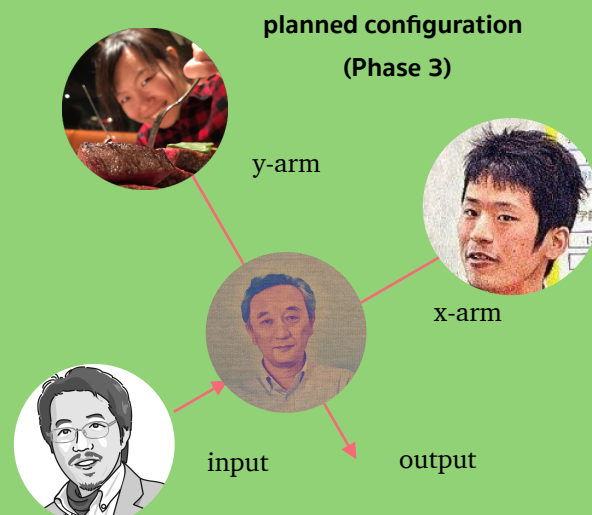 planned configuration
(Phase 3)
y-arm
x-arm
input
output